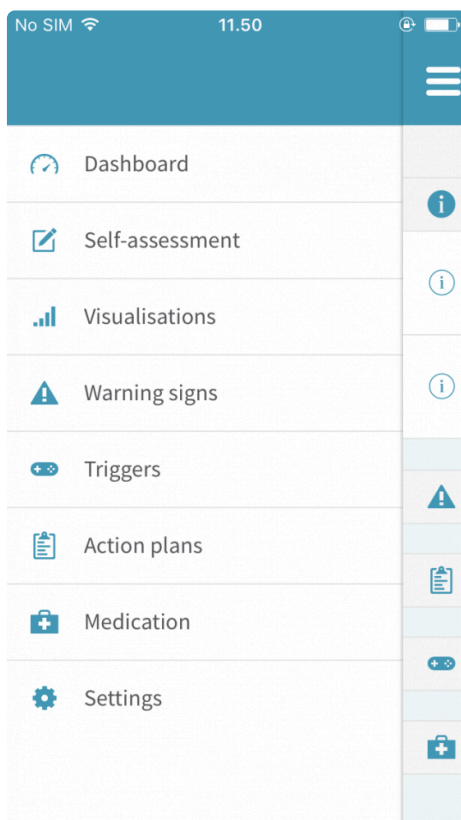 No SIM 11.50
Dashboard
Self-assessment
Visualisations
Warning signs
Triggers
Action plans
Medication
Settings